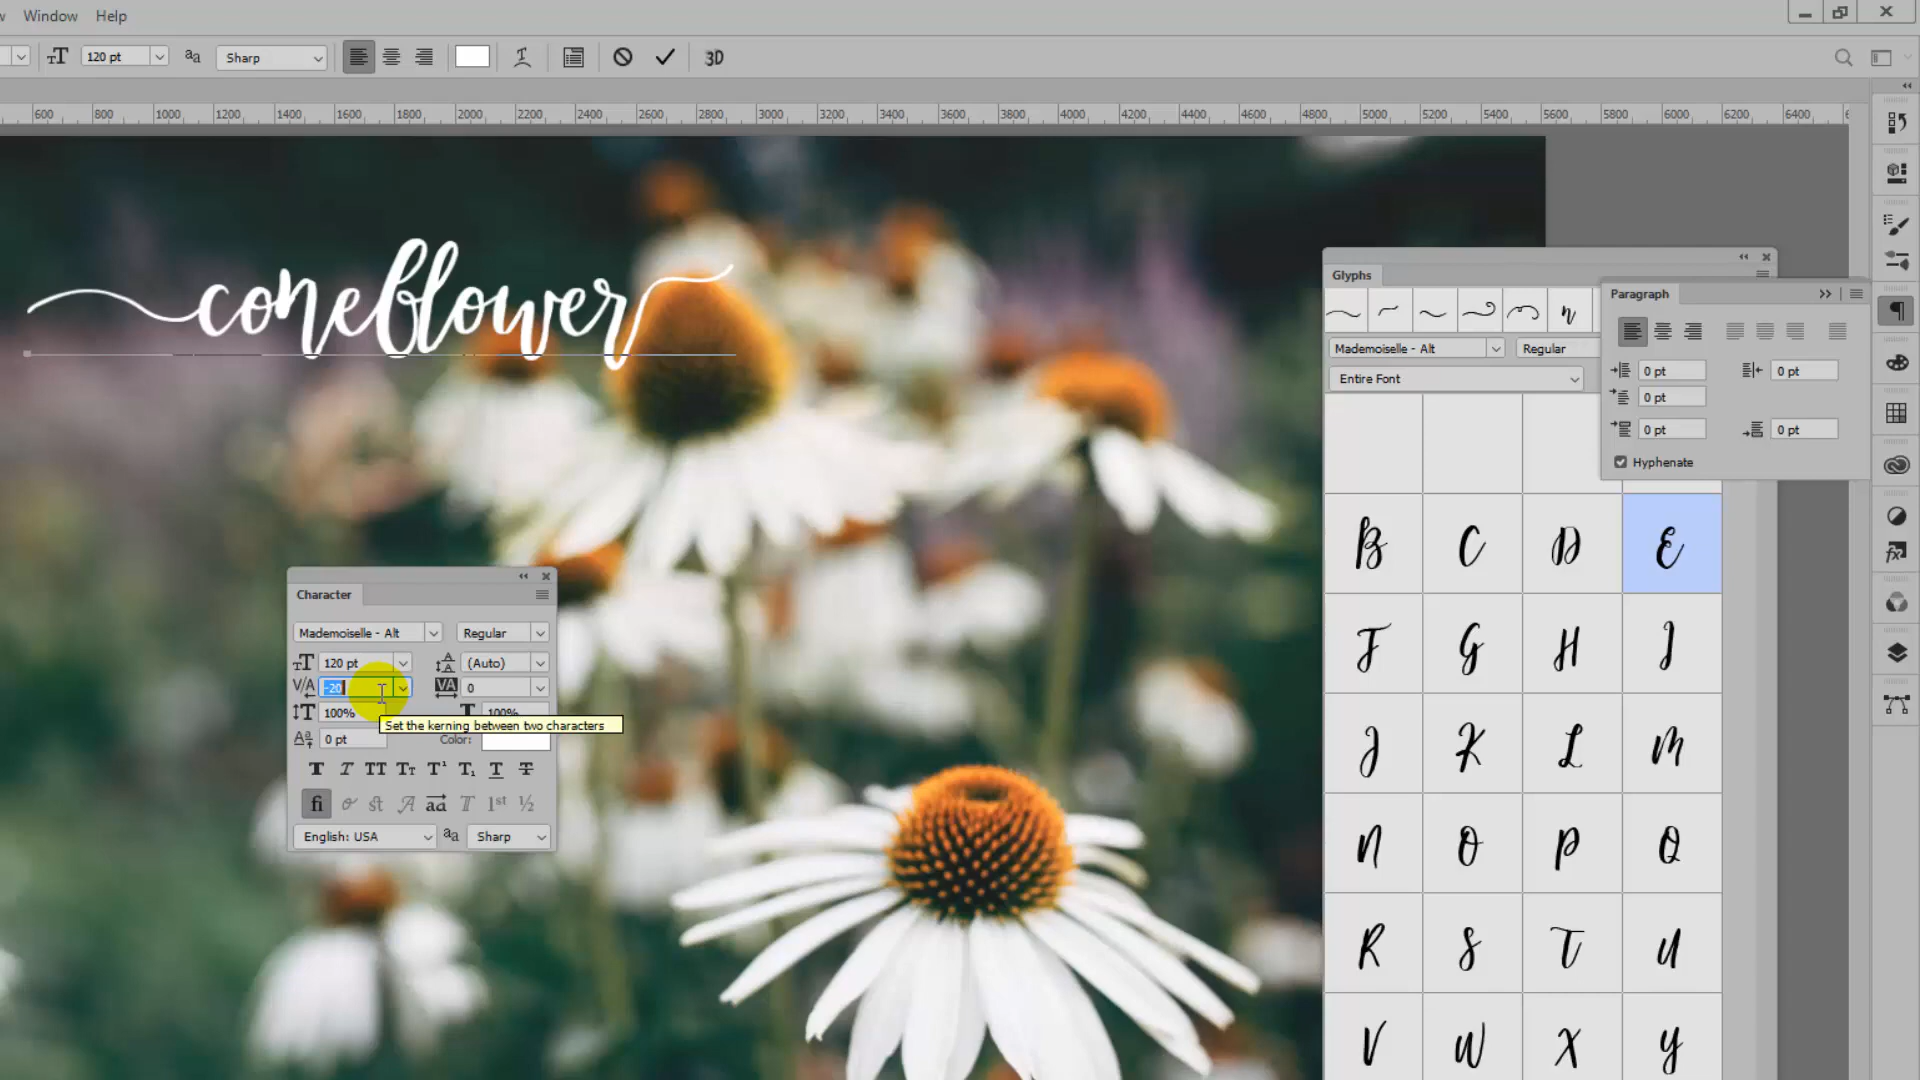 Window Help
120 pt aa Sharp 3D
600 800 1000 1200 1400 1600 1800 2000 2200 2400 2600 2800 3000 3200 3400 3600 3800 4000 4200 4400 4600 4800 5000 5200 5400 5600 5800 6000 6200 6400
coneflower
Glyphs
Mademoiselle - Alt Regular
Entire Font
B C D E
F G H I
J K L M
N O P Q
R S T U
V W X Y
Paragraph
0 pt 0 pt
0 pt
0 pt 0 pt
Hyphenate
Character
Mademoiselle - Alt Regular
120 pt (Auto)
V/A -20 VA 0
100% 100%
Set the kerning between two characters
0 pt Color:
T T TT Tt T¹ T₁ T T
fi st A aa T 1st ½
English: USA aa Sharp